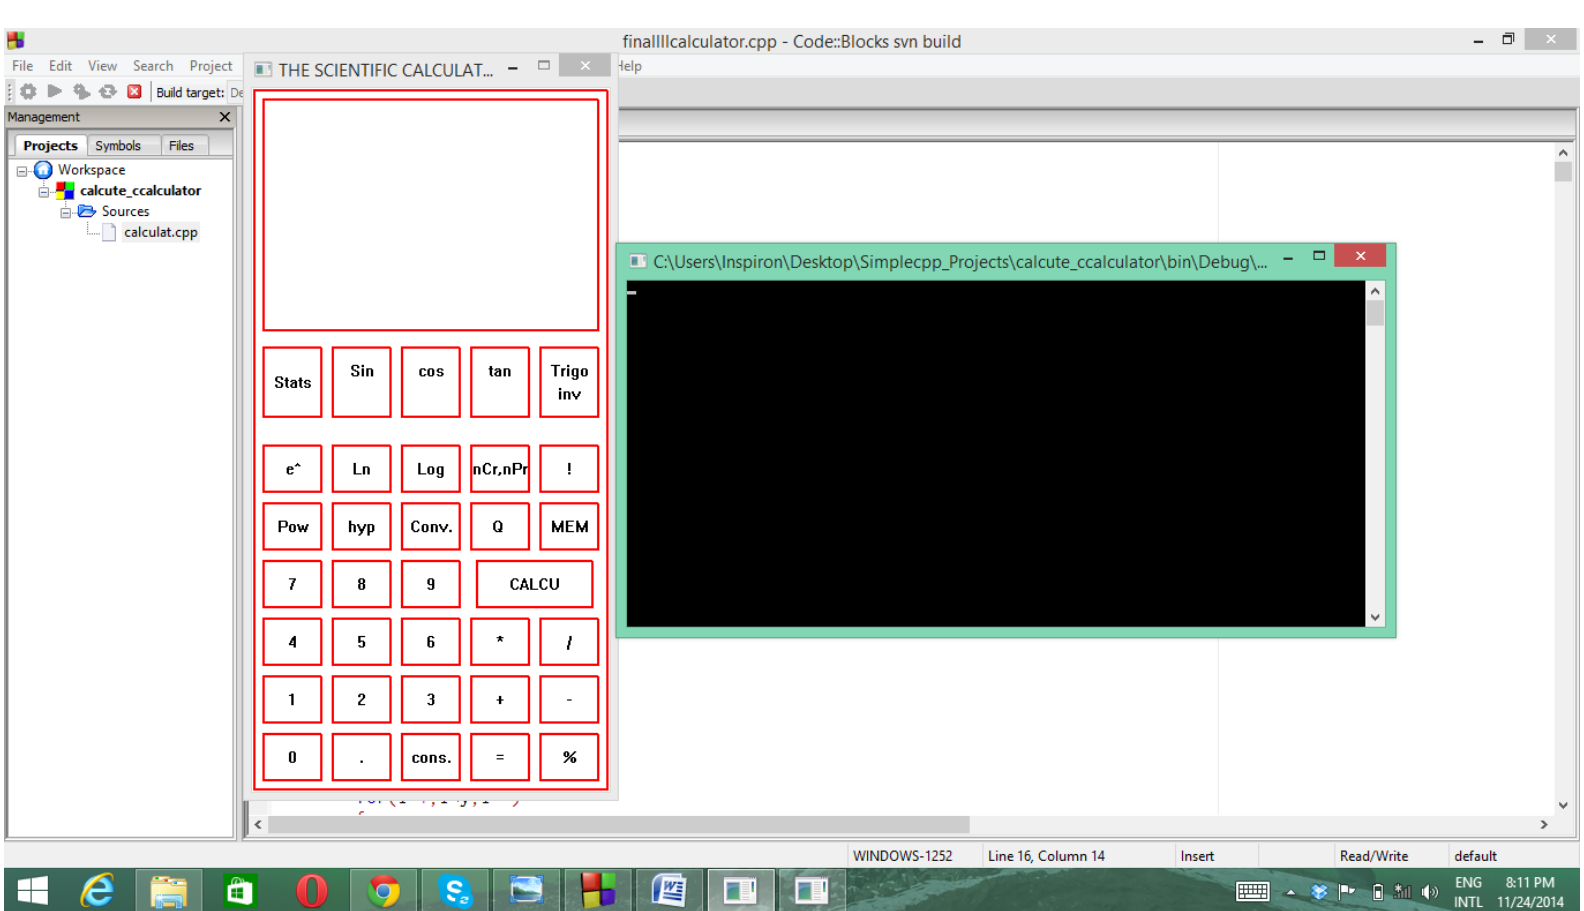 finallllcalculator.cpp - Code::Blocks svn build
File Edit View Search Project
Help
Build target: De
Management
Projects Symbols Files
Workspace
calcute_ccalculator
Sources
calculat.cpp
THE SCIENTIFIC CALCULAT...
Stats Sin cos tan Trigo
inv
e^ Ln Log nCr,nPr !
Pow hyp Conv. Q MEM
7 8 9 CALCU
4 5 6 * /
1 2 3 + -
0 . cons. = %
C:\Users\Inspiron\Desktop\Simplecpp_Projects\calcute_ccalculator\bin\Debug\...
WINDOWS-1252 Line 16, Column 14 Insert Read/Write default
ENG 8:11 PM
INTL 11/24/2014